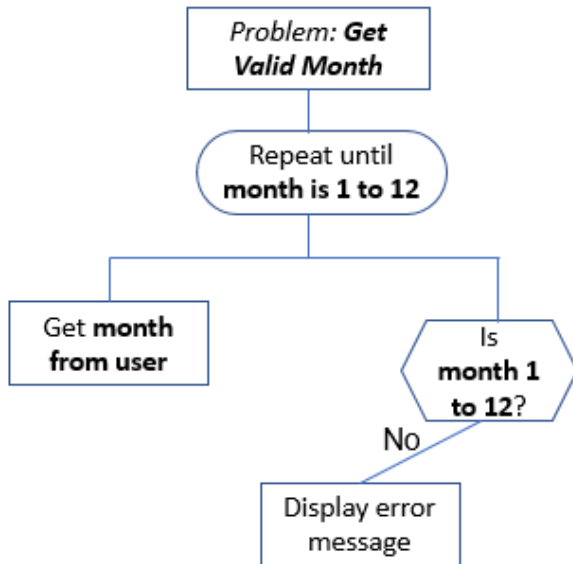 Problem: Get
Valid Month
Repeat until
month is 1 to 12
Get month
from user
Is
month 1
to 12?
No
Display error
message